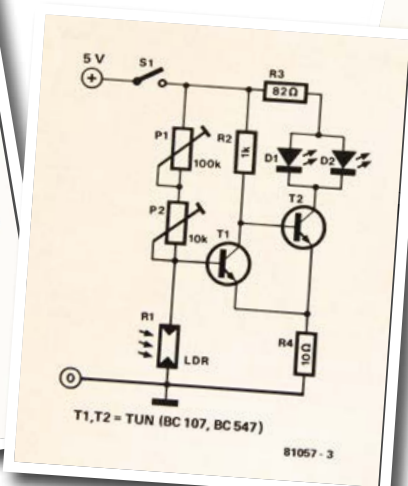 5 V
S1
R3
82Ω
P1
100k
R2
1k
D1
D2
P2
10k
T1
T2
R1
LDR
R4
10Ω
0
T1,T2 = TUN (BC 107, BC 547)
81057 - 3